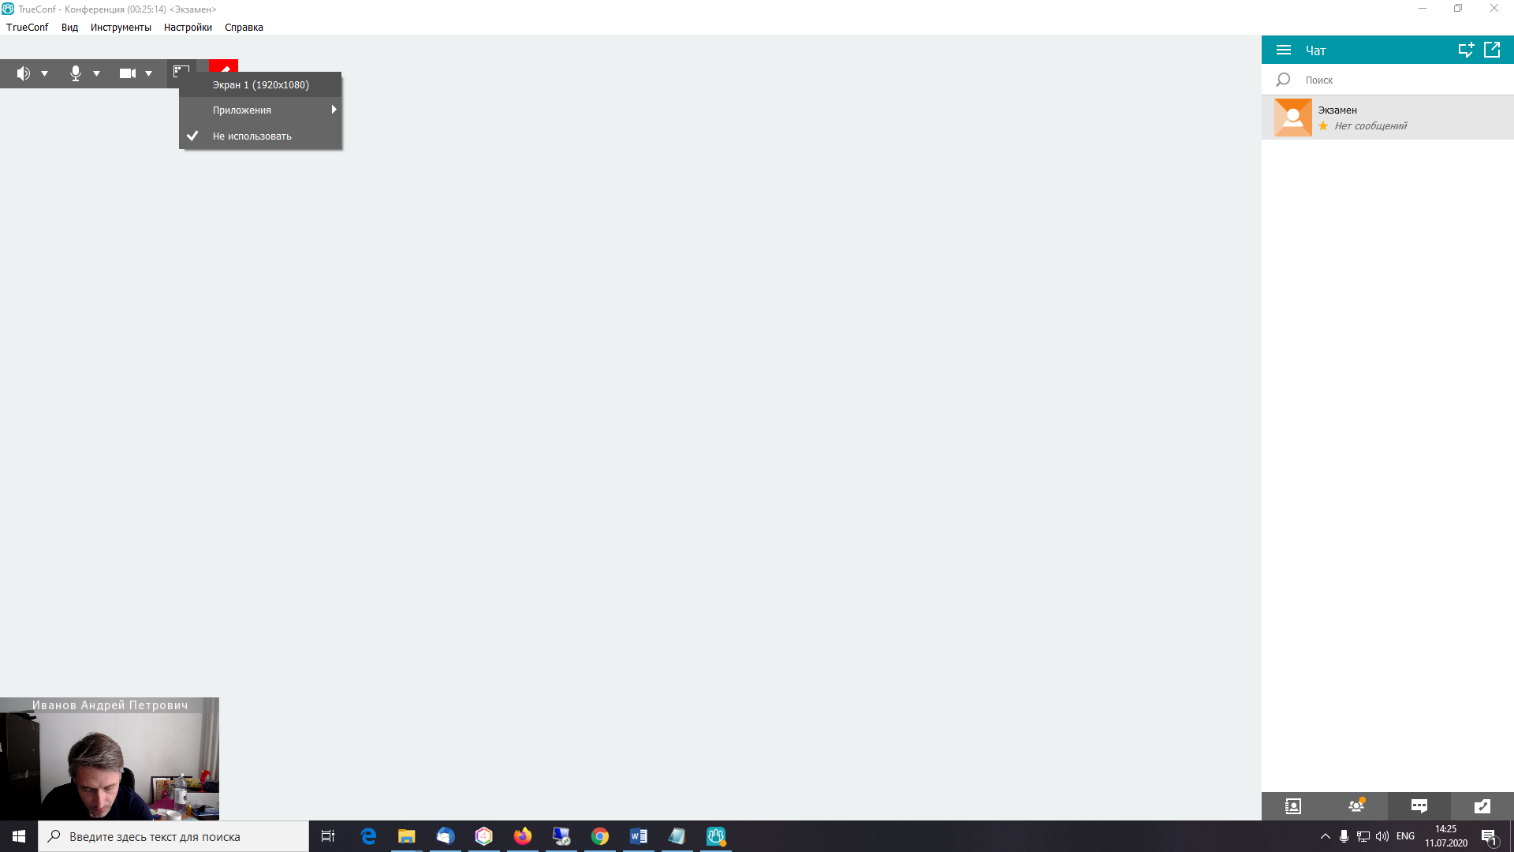 TrueConf - Конференция (00:25:14) <Экзамен>
TrueConf Вид Инструменты Настройки Справка
Чат
Экран 1 (1920x1080)
Приложения
Не использовать
Поиск
Экзамен
Нет сообщений
Иванов Андрей Петрович
Введите здесь текст для поиска
ENG
14:25
11.07.2020
1